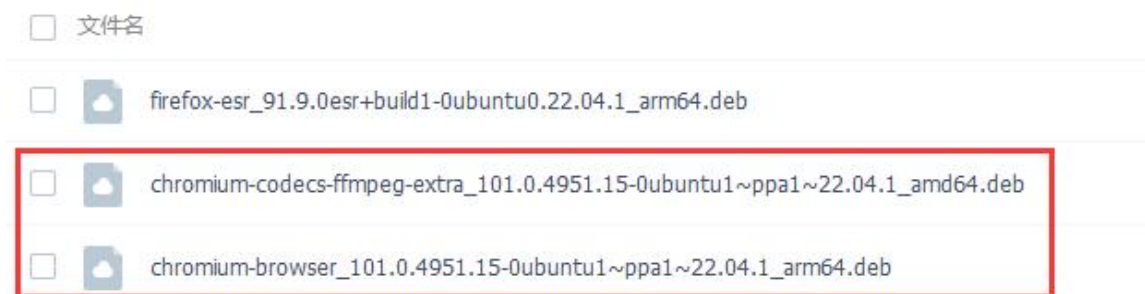 文件名
firefox-esr_91.9.0esr+build1-0ubuntu0.22.04.1_arm64.deb
chromium-codecs-ffmpeg-extra_101.0.4951.15-0ubuntu1~ppa1~22.04.1_amd64.deb
chromium-browser_101.0.4951.15-0ubuntu1~ppa1~22.04.1_arm64.deb